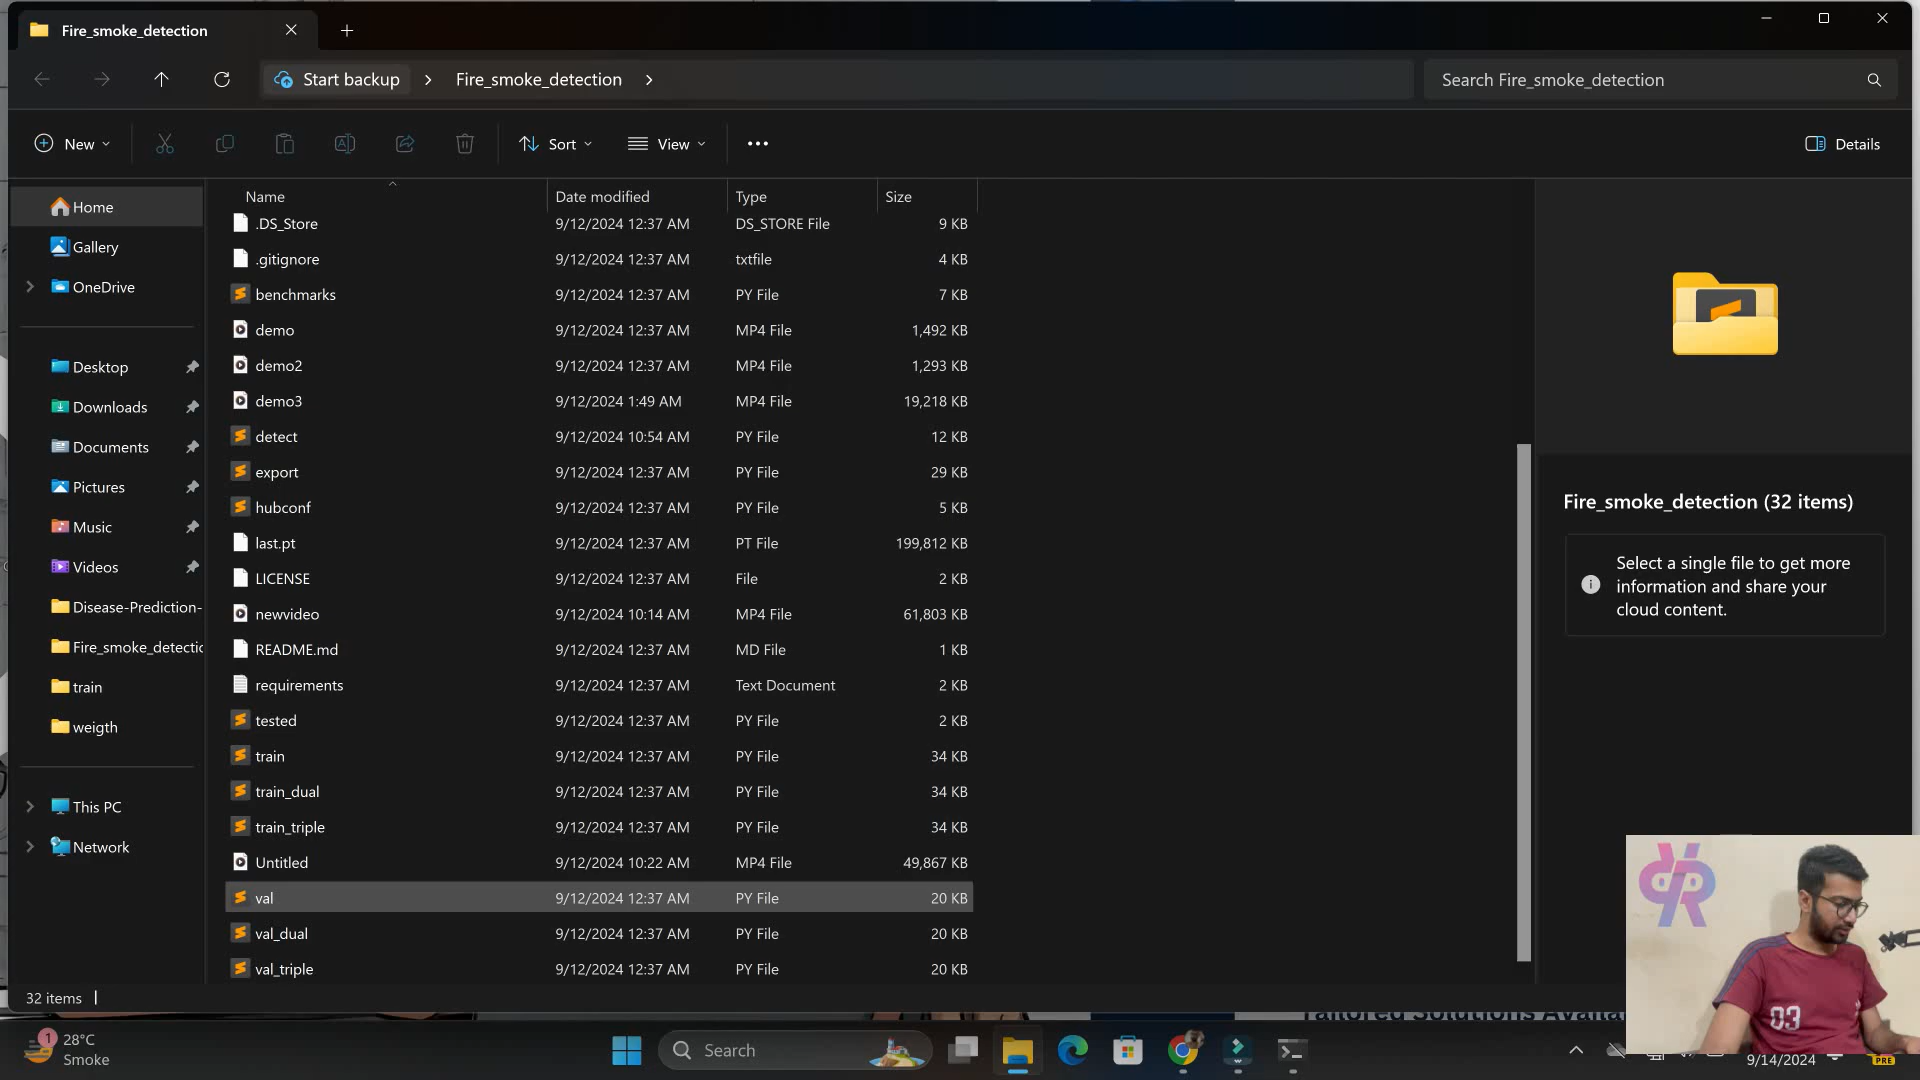 Fire_smoke_detection
Start backup
Fire_smoke_detection
Search Fire_smoke_detection
New
Sort
View
Details
Home
Gallery
OneDrive
Desktop
Downloads
Documents
Pictures
Music
Videos
Disease-Prediction-
Fire_smoke_detectic
train
weigth
This PC
Network
Name Date modified Type Size
.DS_Store 9/12/2024 12:37 AM DS_STORE File 9 KB
.gitignore 9/12/2024 12:37 AM txtfile 4 KB
benchmarks 9/12/2024 12:37 AM PY File 7 KB
demo 9/12/2024 12:37 AM MP4 File 1,492 KB
demo2 9/12/2024 12:37 AM MP4 File 1,293 KB
demo3 9/12/2024 1:49 AM MP4 File 19,218 KB
detect 9/12/2024 10:54 AM PY File 12 KB
export 9/12/2024 12:37 AM PY File 29 KB
hubconf 9/12/2024 12:37 AM PY File 5 KB
last.pt 9/12/2024 12:37 AM PT File 199,812 KB
LICENSE 9/12/2024 12:37 AM File 2 KB
newvideo 9/12/2024 10:14 AM MP4 File 61,803 KB
README.md 9/12/2024 12:37 AM MD File 1 KB
requirements 9/12/2024 12:37 AM Text Document 2 KB
tested 9/12/2024 12:37 AM PY File 2 KB
train 9/12/2024 12:37 AM PY File 34 KB
train_dual 9/12/2024 12:37 AM PY File 34 KB
train_triple 9/12/2024 12:37 AM PY File 34 KB
Untitled 9/12/2024 10:22 AM MP4 File 49,867 KB
val 9/12/2024 12:37 AM PY File 20 KB
val_dual 9/12/2024 12:37 AM PY File 20 KB
val_triple 9/12/2024 12:37 AM PY File 20 KB
Fire_smoke_detection (32 items)
Select a single file to get more
information and share your
cloud content.
32 items
03
Tailored Solutions Availa
1
28°C
Smoke
Search
9/14/2024
PRE